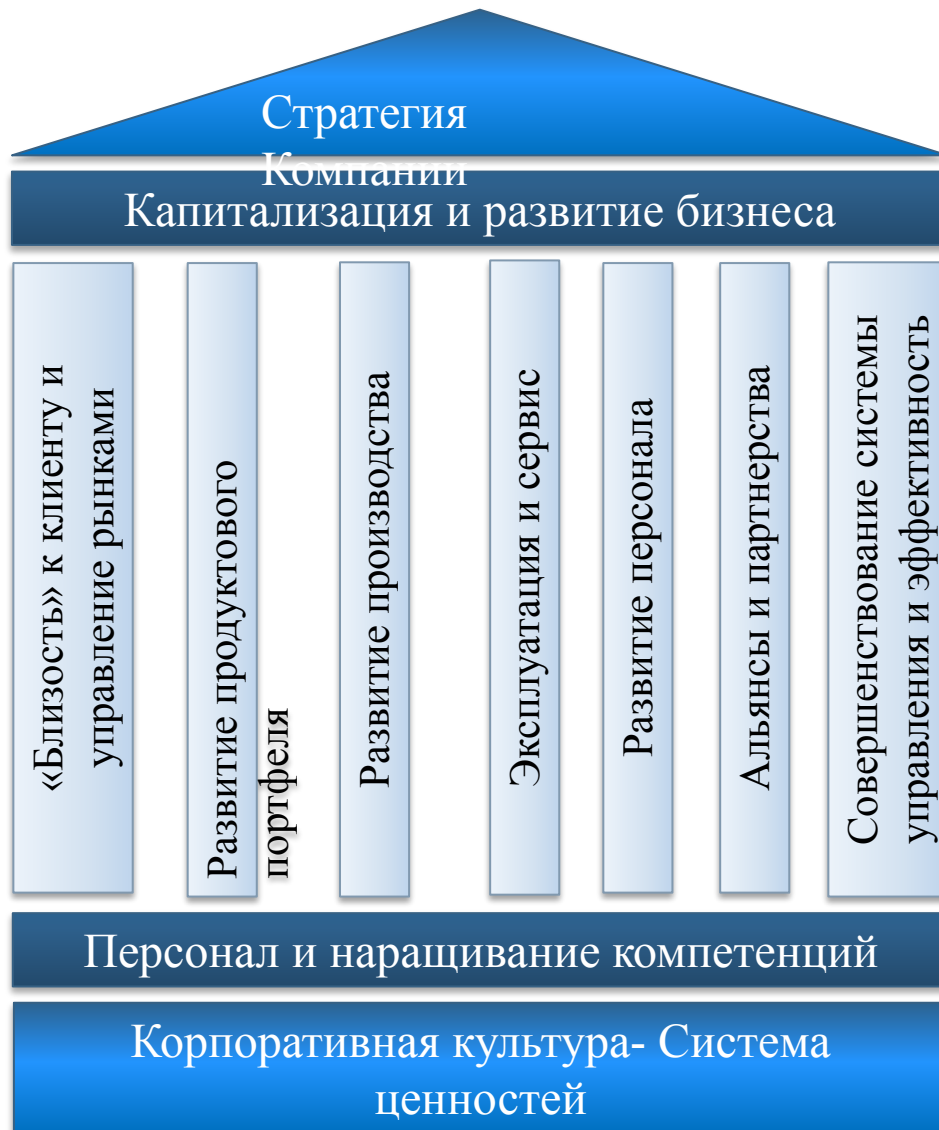 Стратегия
Компании
Капитализация и развитие бизнеса
«Близость» к клиенту и
управление рынками
Развитие продуктового
портфеля
Развитие производства
Эксплуатация и сервис
Развитие персонала
Альянсы и партнерства
Совершенствование системы
управления и эффективность
Персонал и наращивание компетенций
Корпоративная культура- Система
ценностей